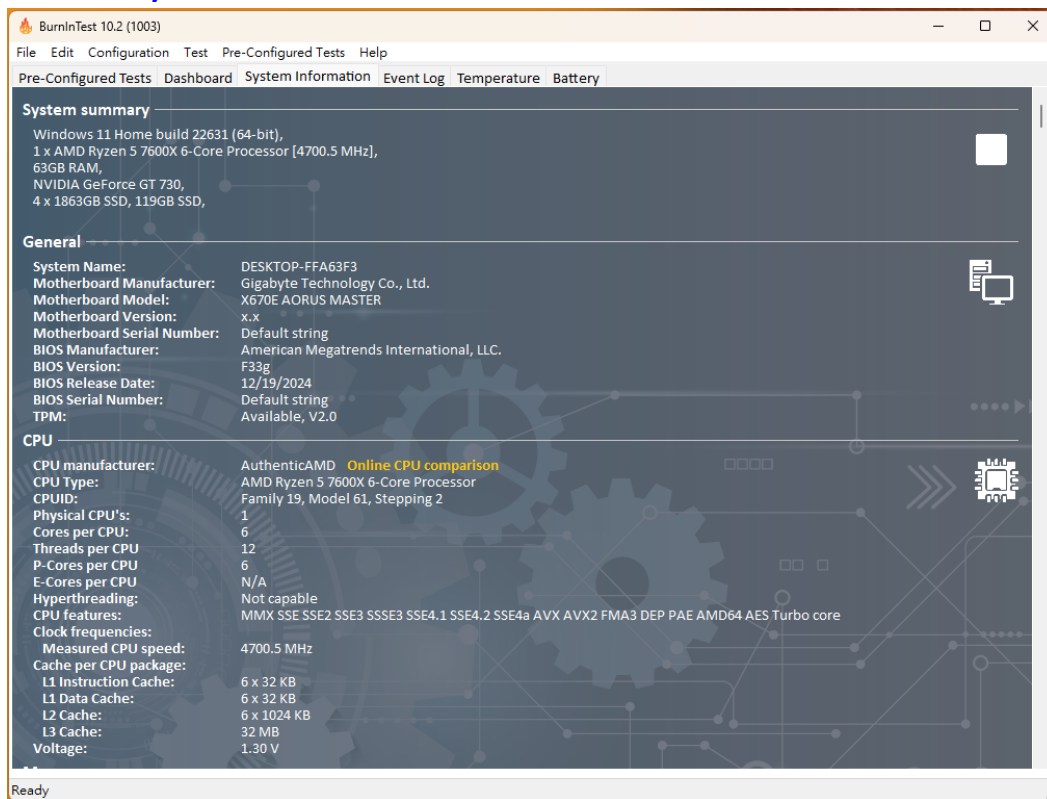 BurnInTest 10.2 (1003)
File Edit Configuration Test Pre-Configured Tests Help
Pre-Configured Tests Dashboard System Information Event Log Temperature Battery
System summary
Windows 11 Home build 22631 (64-bit),
1 x AMD Ryzen 5 7600X 6-Core Processor [4700.5 MHz],
63GB RAM,
NVIDIA GeForce GT 730,
4 x 1863GB SSD, 119GB SSD,
General
System Name: DESKTOP-FFA63F3
Motherboard Manufacturer: Gigabyte Technology Co., Ltd.
Motherboard Model: X670E AORUS MASTER
Motherboard Version: x.x
Motherboard Serial Number: Default string
BIOS Manufacturer: American Megatrends International, LLC.
BIOS Version: F33g
BIOS Release Date: 12/19/2024
BIOS Serial Number: Default string
TPM: Available, V2.0
CPU
CPU manufacturer: AuthenticAMD Online CPU comparison
CPU Type: AMD Ryzen 5 7600X 6-Core Processor
CPUID: Family 19, Model 61, Stepping 2
Physical CPU's: 1
Cores per CPU: 6
Threads per CPU 12
P-Cores per CPU 6
E-Cores per CPU N/A
Hyperthreading: Not capable
CPU features: MMX SSE SSE2 SSE3 SSSE3 SSE4.1 SSE4.2 SSE4a AVX AVX2 FMA3 DEP PAE AMD64 AES Turbo core
Clock frequencies:
Measured CPU speed: 4700.5 MHz
Cache per CPU package:
L1 Instruction Cache: 6 x 32 KB
L1 Data Cache: 6 x 32 KB
L2 Cache: 6 x 1024 KB
L3 Cache: 32 MB
Voltage: 1.30 V
Ready